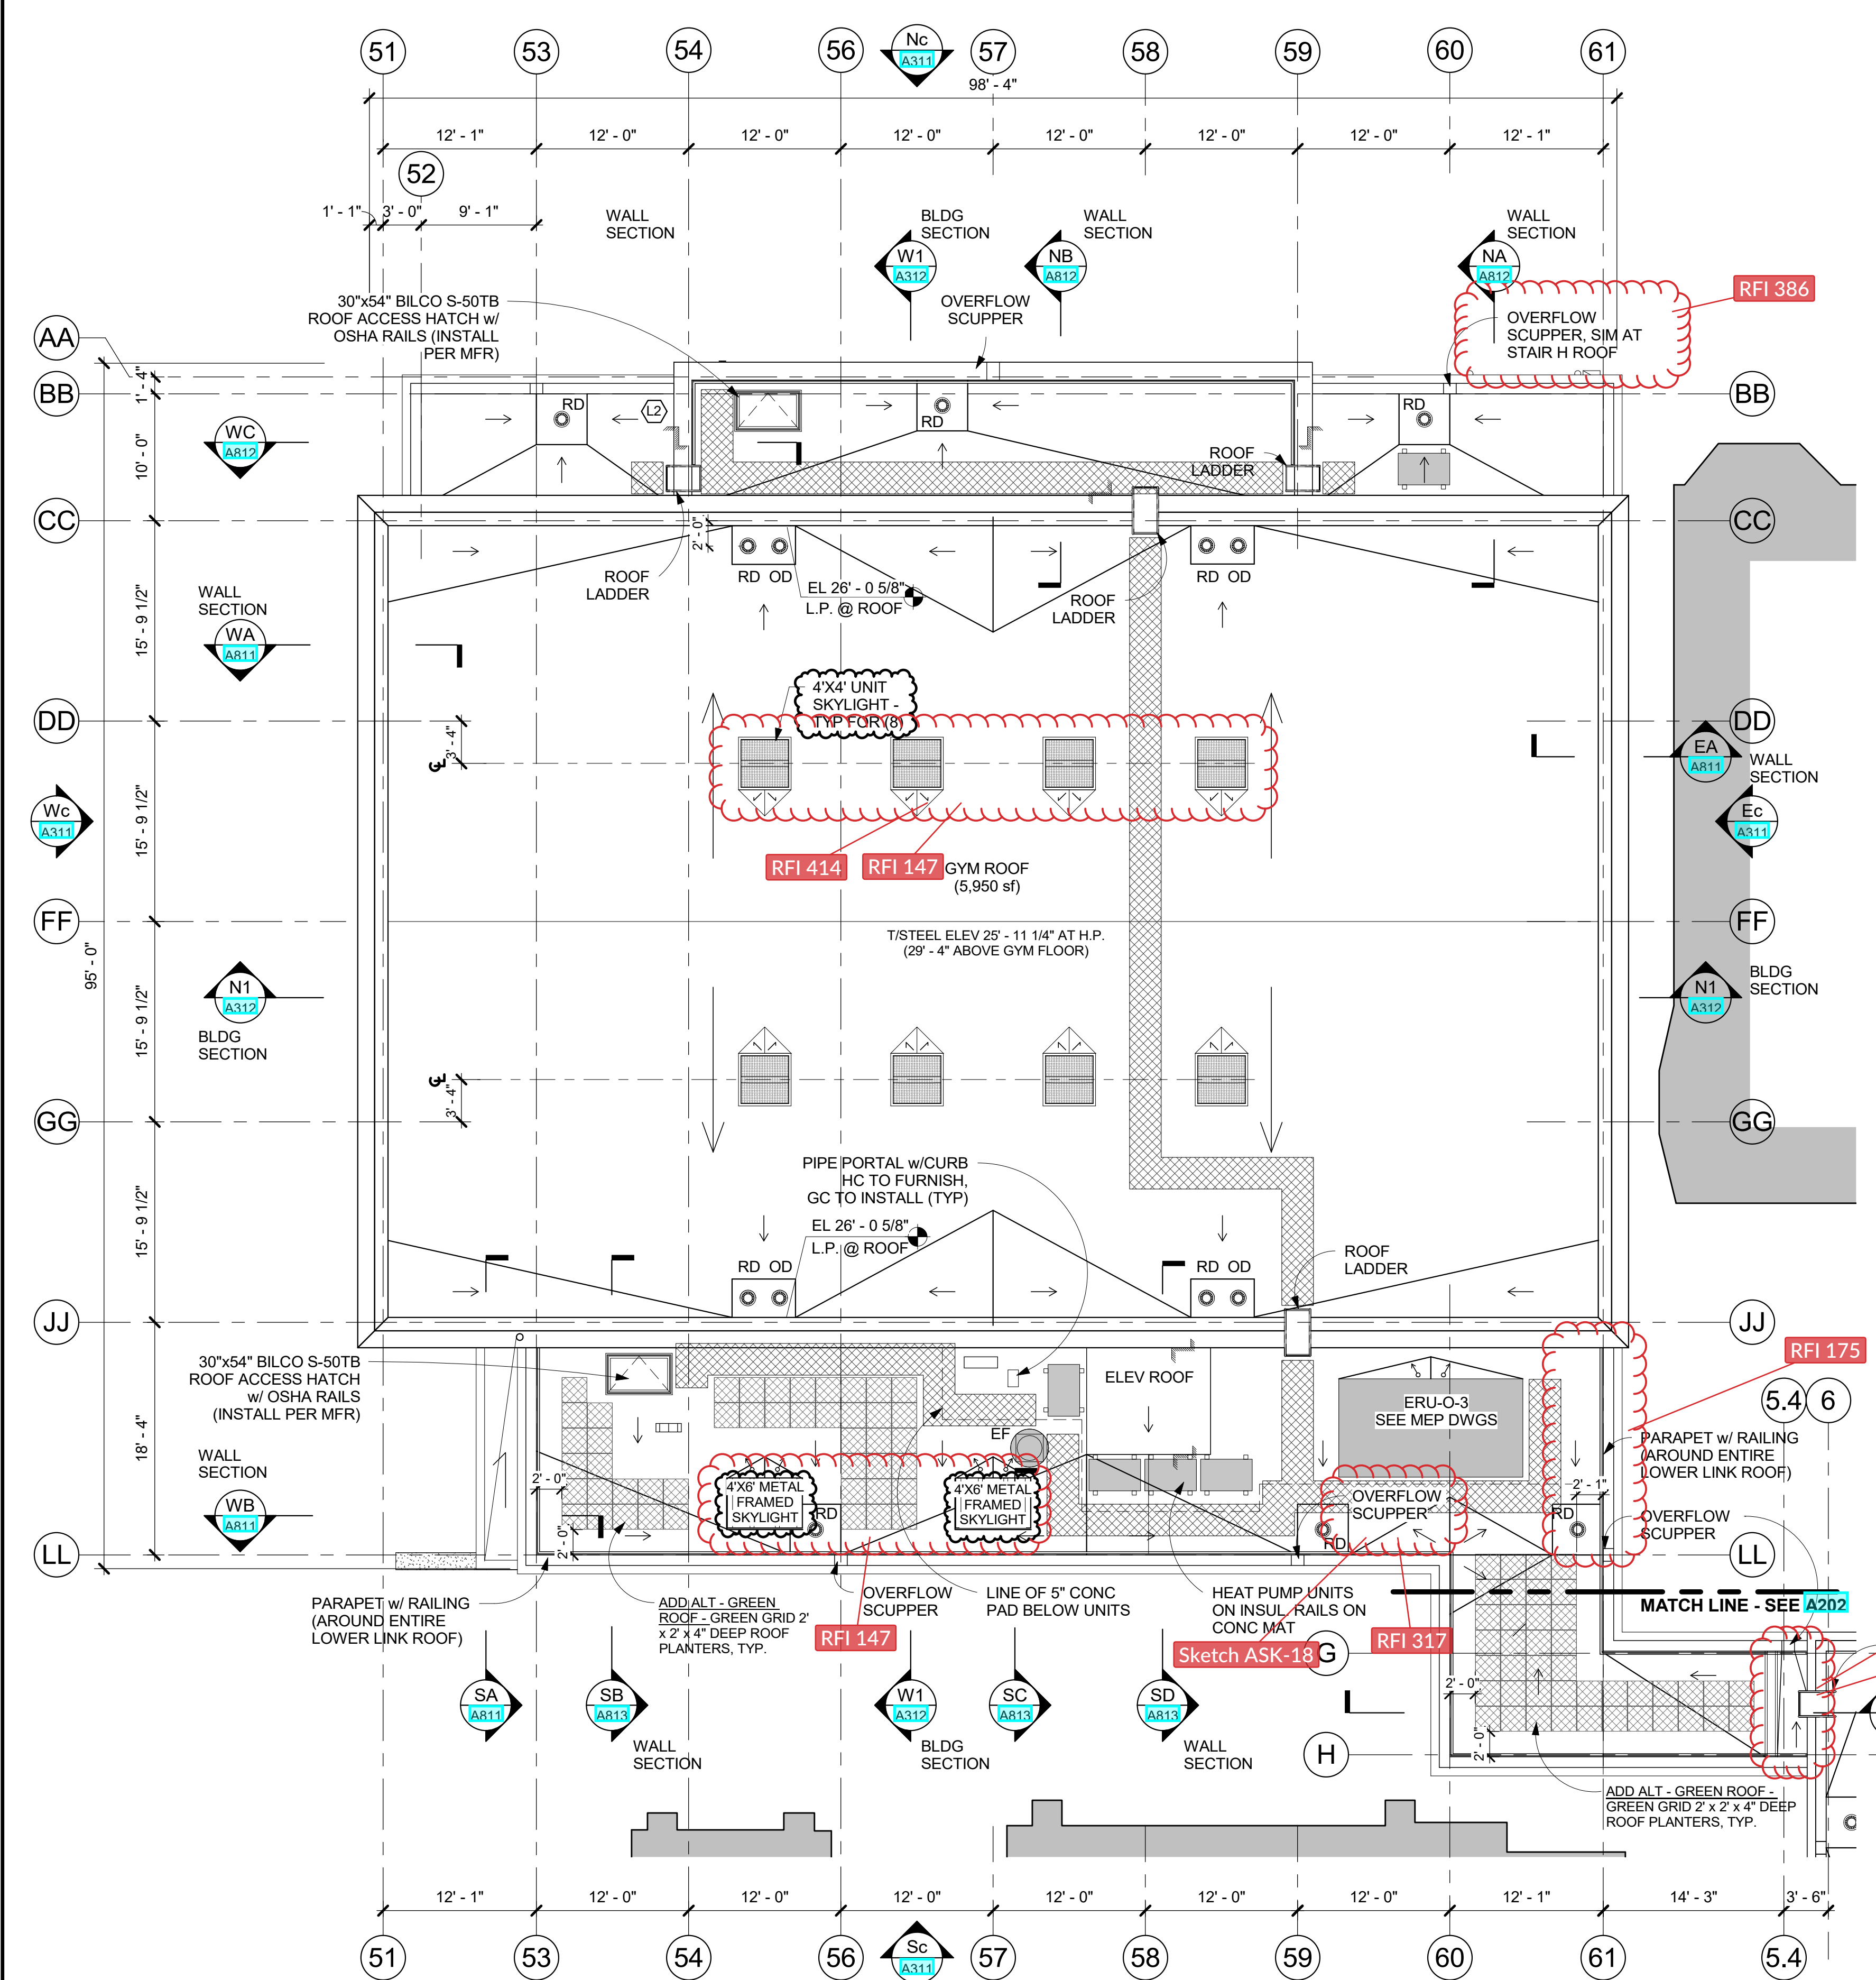 51
53
54
56
Nc
A311
57
58
59
60
61
98' - 4"
12' - 1"
12' - 0"
12' - 0"
12' - 0"
12' - 0"
12' - 0"
12' - 0"
12' - 1"
52
1' - 1"
3' - 0"
9' - 1"
WALL
SECTION
BLDG
SECTION
W1
A312
WALL
SECTION
NB
A812
WALL
SECTION
NA
A812
RFI 386
30"x54" BILCO S-50TB
ROOF ACCESS HATCH w/
OSHA RAILS (INSTALL
PER MFR)
OVERFLOW
SCUPPER
OVERFLOW
SCUPPER, SIM AT
STAIR H ROOF
AA
1' - 4"
BB
BB
RD
L2
RD
RD
WC
A812
10' - 0"
ROOF
LADDER
CC
CC
2' - 0"
RD OD
RD OD
ROOF
LADDER
EL 26' - 0 5/8"
L.P. @ ROOF
ROOF
LADDER
WALL
SECTION
WA
A811
15' - 9 1/2"
4'X4' UNIT
SKYLIGHT -
TYP FOR (8)
DD
DD
3' - 4"
EA
A811
WALL
SECTION
Wc
A311
15' - 9 1/2"
Ec
A311
RFI 414
RFI 147
GYM ROOF
(5,950 sf)
FF
FF
T/STEEL ELEV 25' - 11 1/4" AT H.P.
(29' - 4" ABOVE GYM FLOOR)
95' - 0"
N1
A312
BLDG
SECTION
15' - 9 1/2"
N1
A312
BLDG
SECTION
3' - 4"
GG
GG
PIPE PORTAL w/CURB
HC TO FURNISH,
GC TO INSTALL (TYP)
15' - 9 1/2"
EL 26' - 0 5/8"
L.P. @ ROOF
RD OD
RD OD
ROOF
LADDER
JJ
JJ
RFI 175
30"x54" BILCO S-50TB
ROOF ACCESS HATCH
w/ OSHA RAILS
(INSTALL PER MFR)
ELEV ROOF
ERU-O-3
SEE MEP DWGS
5.4
6
18' - 4"
EF
PARAPET w/ RAILING
(AROUND ENTIRE
LOWER LINK ROOF)
WALL
SECTION
WB
A811
2' - 0"
4'X6' METAL
FRAMED
SKYLIGHT
RD
4'X6' METAL
FRAMED
SKYLIGHT
OVERFLOW
SCUPPER
RD
2' - 1"
RD
OVERFLOW
SCUPPER
2' - 0"
LL
LL
PARAPET w/ RAILING
(AROUND ENTIRE
LOWER LINK ROOF)
ADD ALT - GREEN
ROOF - GREEN GRID 2'
x 2' x 4" DEEP ROOF
PLANTERS, TYP.
OVERFLOW
SCUPPER
LINE OF 5" CONC
PAD BELOW UNITS
HEAT PUMP UNITS
ON INSUL. RAILS ON
CONC MAT
MATCH LINE - SEE A202
RFI 147
Sketch ASK-18
G
RFI 317
SA
A811
SB
A813
WALL
SECTION
W1
A312
BLDG
SECTION
SC
A813
SD
A813
WALL
SECTION
2' - 0"
H
2' - 0"
ADD ALT - GREEN ROOF -
GREEN GRID 2' x 2' x 4" DEEP
ROOF PLANTERS, TYP.
12' - 1"
12' - 0"
12' - 0"
12' - 0"
12' - 0"
12' - 0"
12' - 0"
12' - 1"
14' - 3"
3' - 6"
51
53
54
56
Sc
A311
57
58
59
60
61
5.4